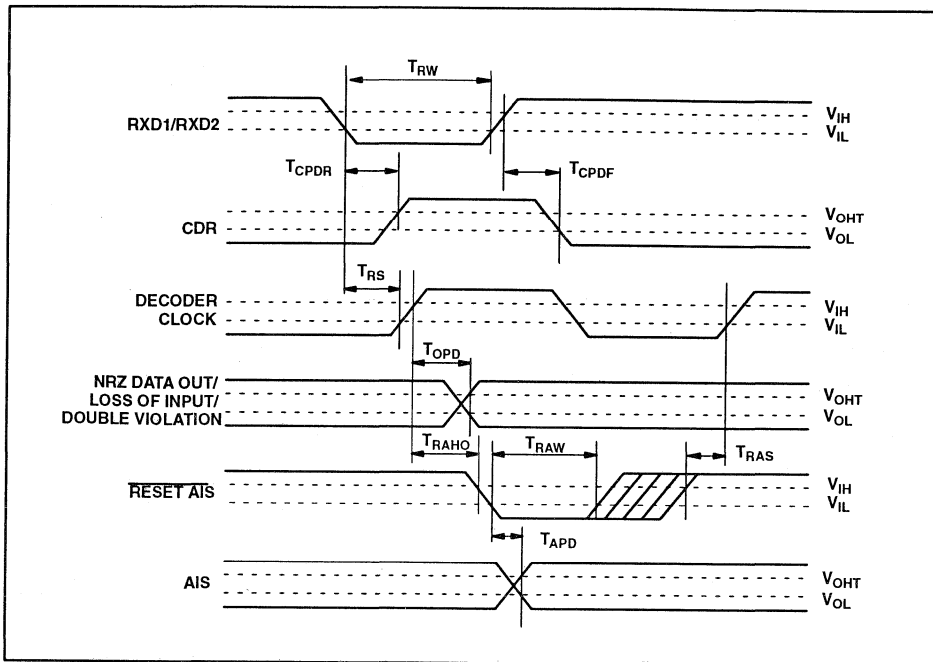 TRW
RXD1/RXD2
VIH
VIL
TCPDR
TCPDF
CDR
VOHT
VOL
TRS
DECODER
CLOCK
VIH
VIL
TOPD
NRZ DATA OUT/
LOSS OF INPUT/
DOUBLE VIOLATION
VOHT
VOL
TRAHO
TRAW
TRAS
RESET AIS
VIH
VIL
TAPD
AIS
VOHT
VOL